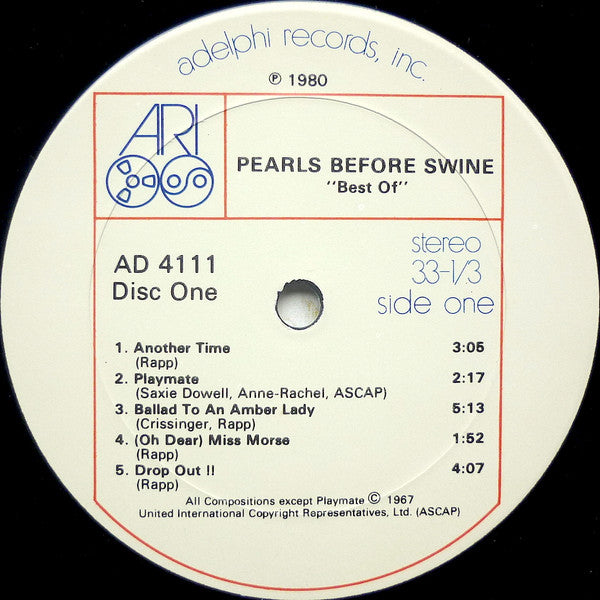 adelphi records, inc.
℗ 1980
ARI
PEARLS BEFORE SWINE
"Best Of"
AD 4111
Disc One
stereo
33-1/3
side one
1. Another Time 3:05
(Rapp)
2. Playmate 2:17
(Saxie Dowell, Anne-Rachel, ASCAP)
3. Ballad To An Amber Lady 5:13
(Crissinger, Rapp)
4. (Oh Dear) Miss Morse 1:52
(Rapp)
5. Drop Out !! 4:07
(Rapp)
All Compositions except Playmate © 1967
United International Copyright Representatives, Ltd. (ASCAP)